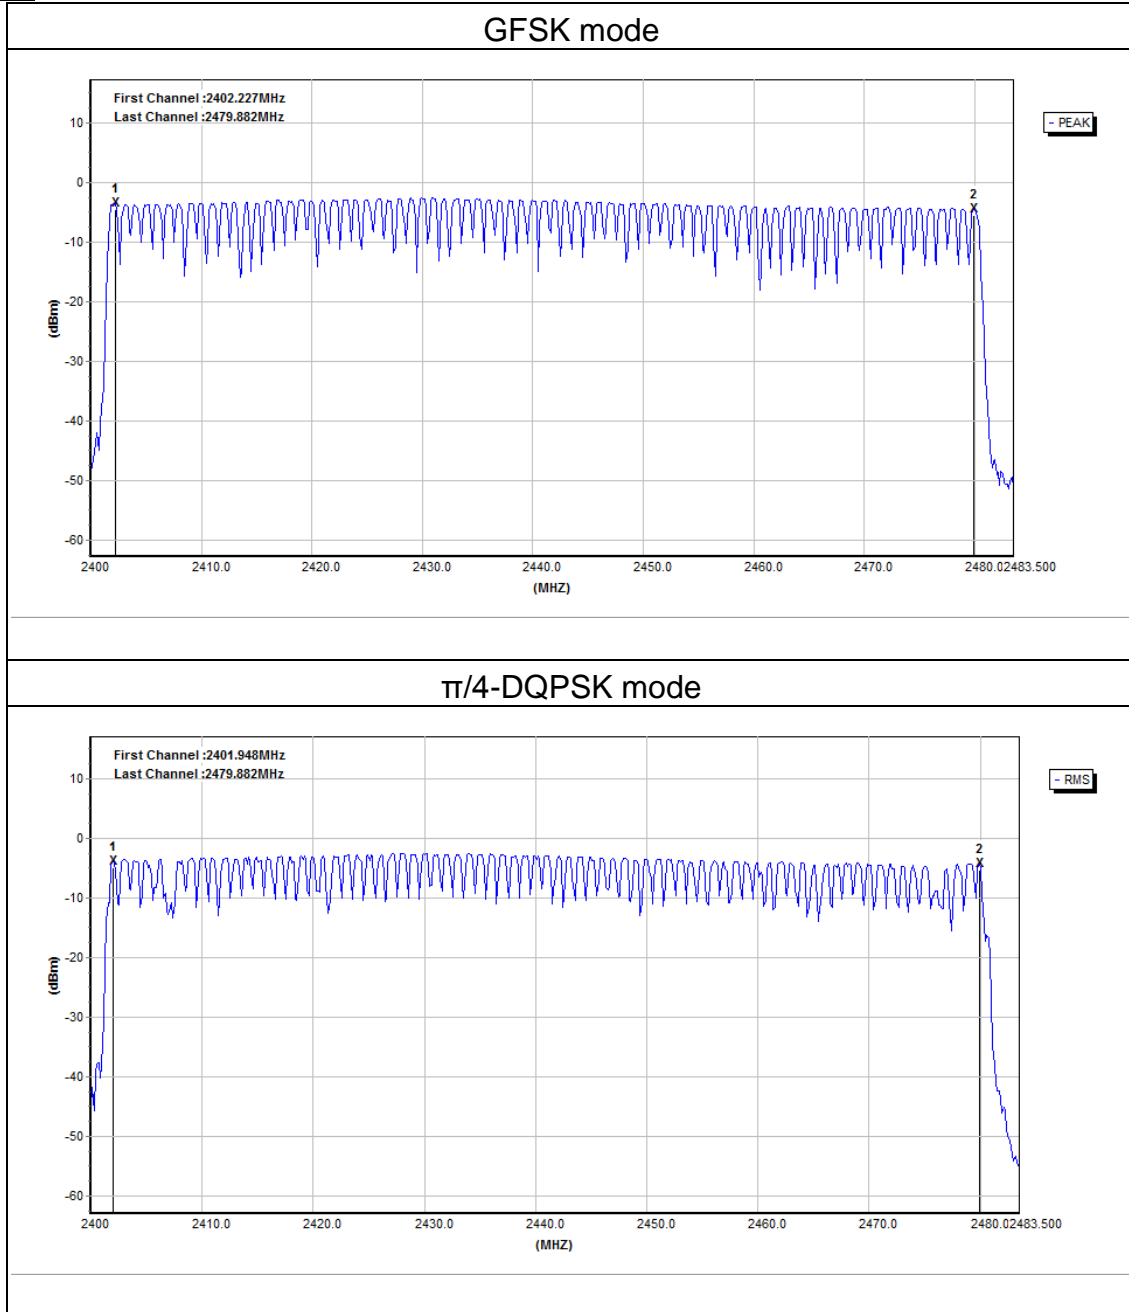 GFSK mode
First Channel :2402.227MHz
Last Channel :2479.882MHz
- PEAK
10
0
-10
-20
-30
-40
-50
-60
(dBm)
1
2
2400 2410.0 2420.0 2430.0 2440.0 2450.0 2460.0 2470.0 2480.02483.500
(MHZ)
π/4-DQPSK mode
First Channel :2401.948MHz
Last Channel :2479.882MHz
- RMS
10
0
-10
-20
-30
-40
-50
-60
(dBm)
1
2
2400 2410.0 2420.0 2430.0 2440.0 2450.0 2460.0 2470.0 2480.02483.500
(MHZ)